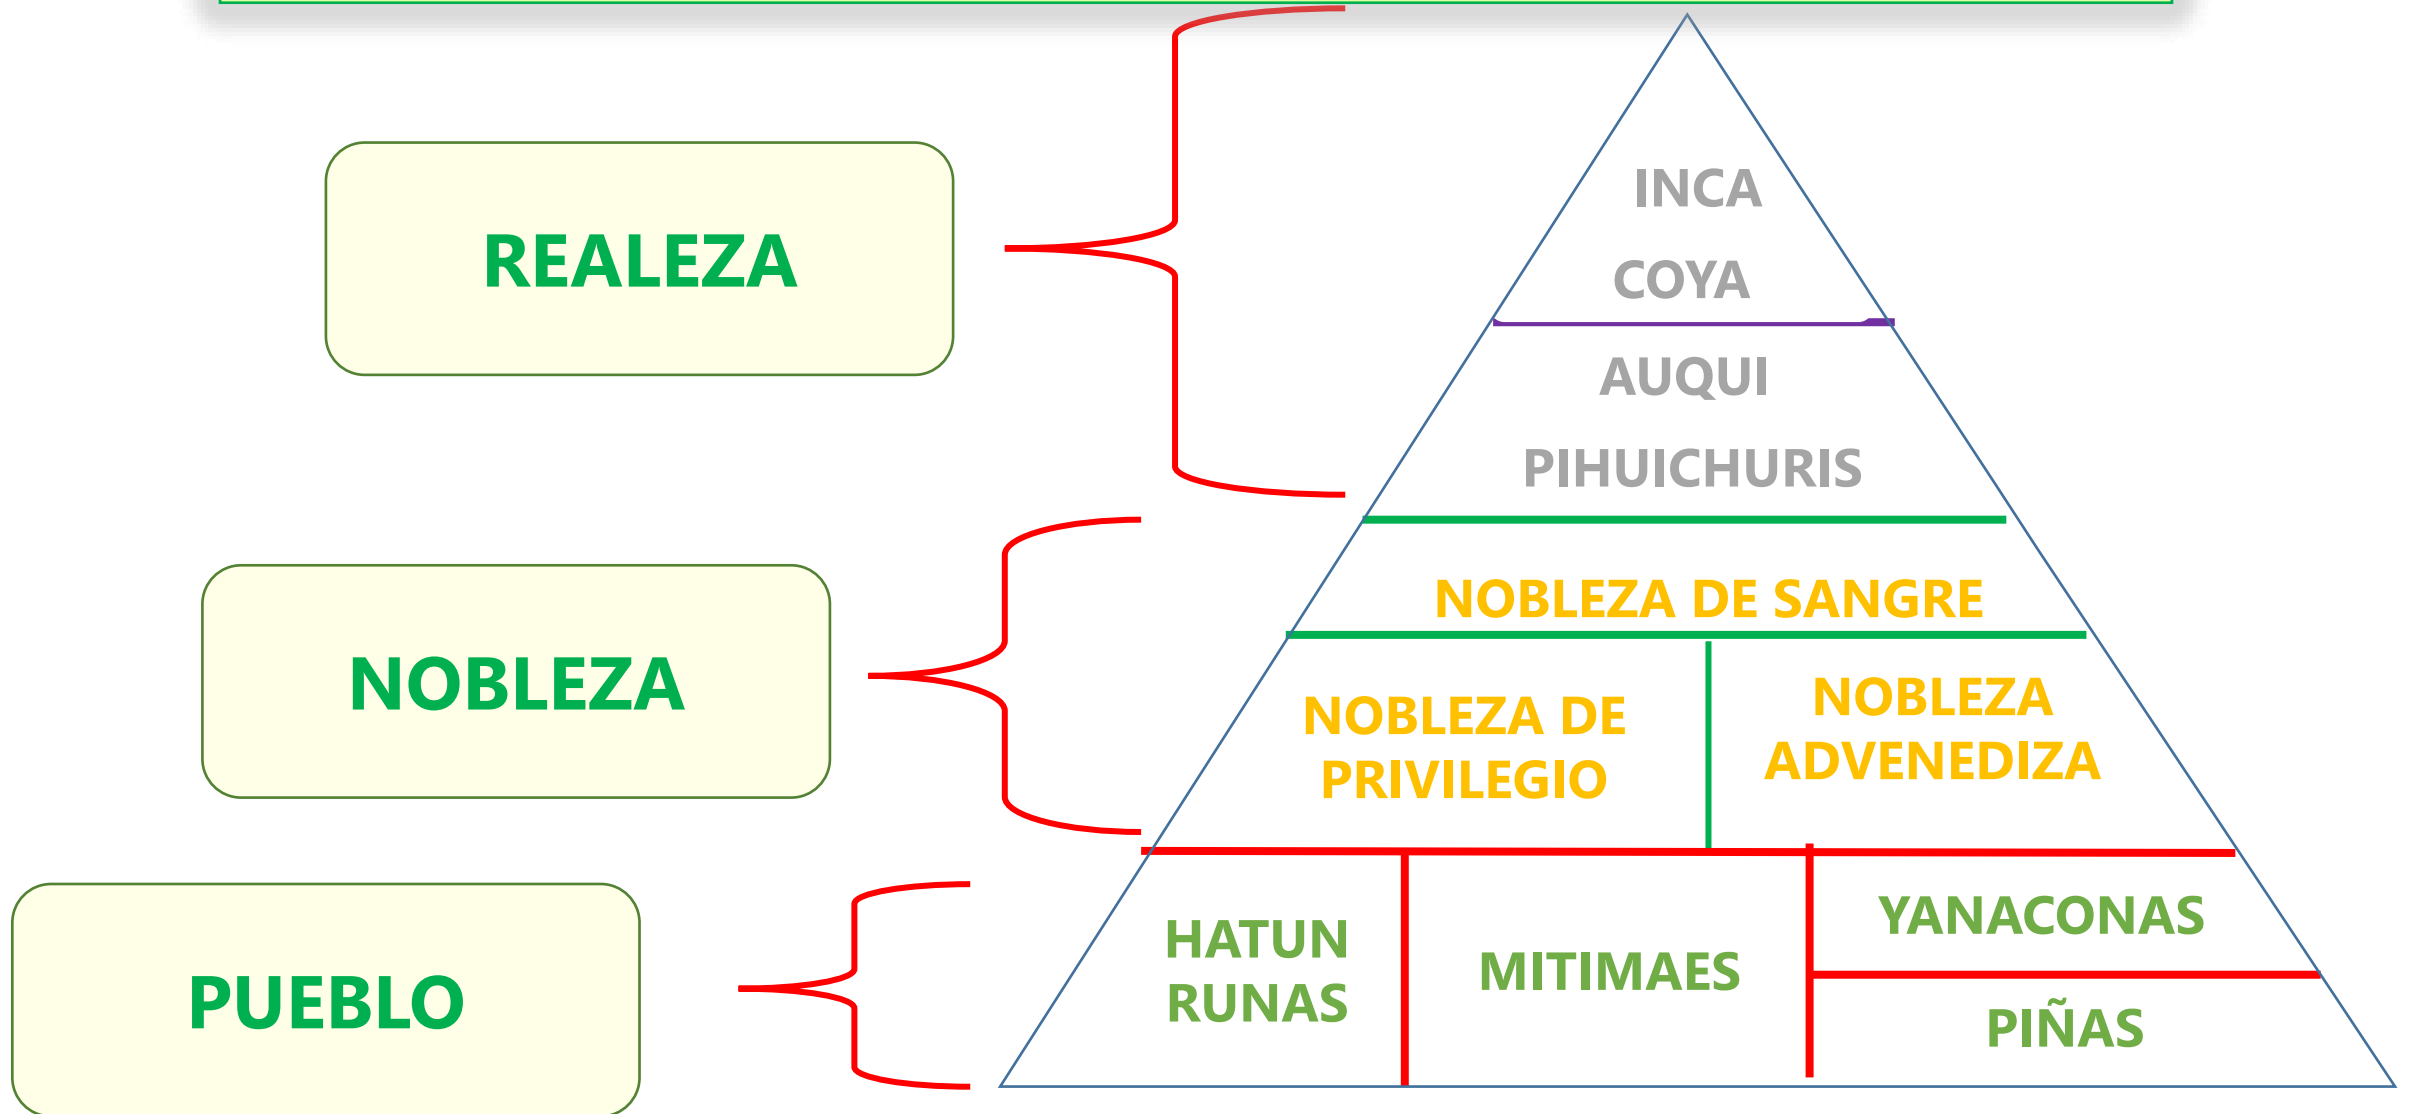 REALEZA
INCA
COYA
AUQUI
PIHUICHURIS
NOBLEZA
NOBLEZA DE SANGRE
NOBLEZA DE
PRIVILEGIO
NOBLEZA
ADVENEDIZA
PUEBLO
HATUN
RUNAS
MITIMAES
YANACONAS
PIÑAS